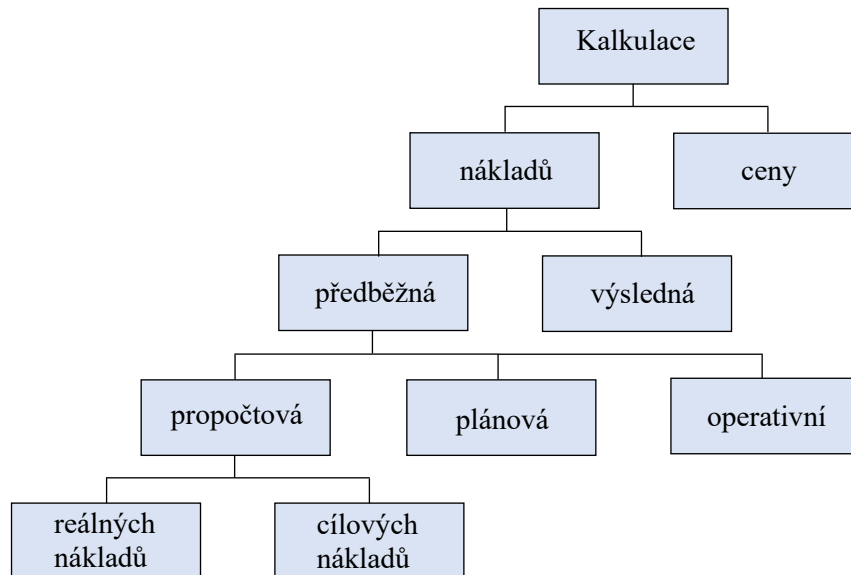 Kalkulace
nákladů
ceny
předběžná
výsledná
propočtová
plánová
operativní
reálných
nákladů
cílových
nákladů